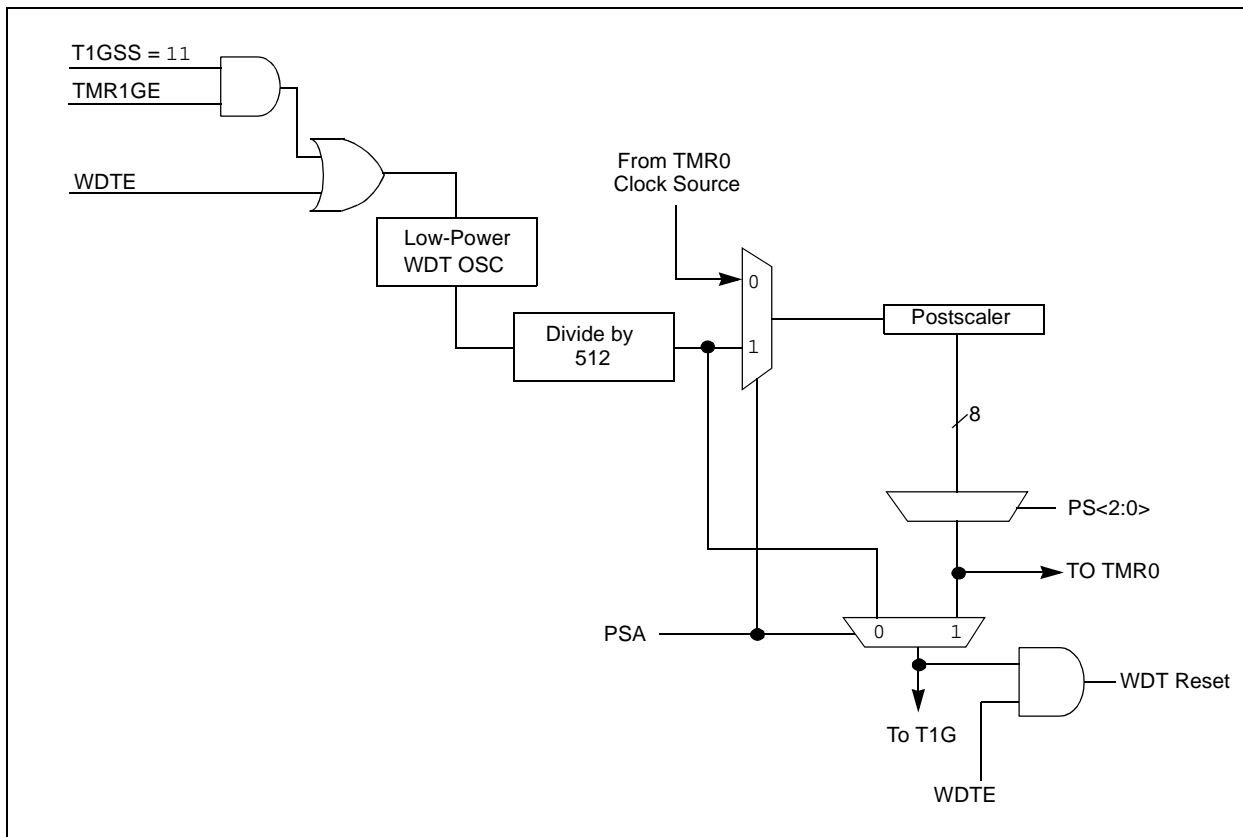 T1GSS = 11
TMR1GE
WDTE
From TMR0
Clock Source
Low-Power
WDT OSC
0
Divide by
512
1
Postscaler
8
PS<2:0>
TO TMR0
PSA
0
1
WDT Reset
To T1G
WDTE